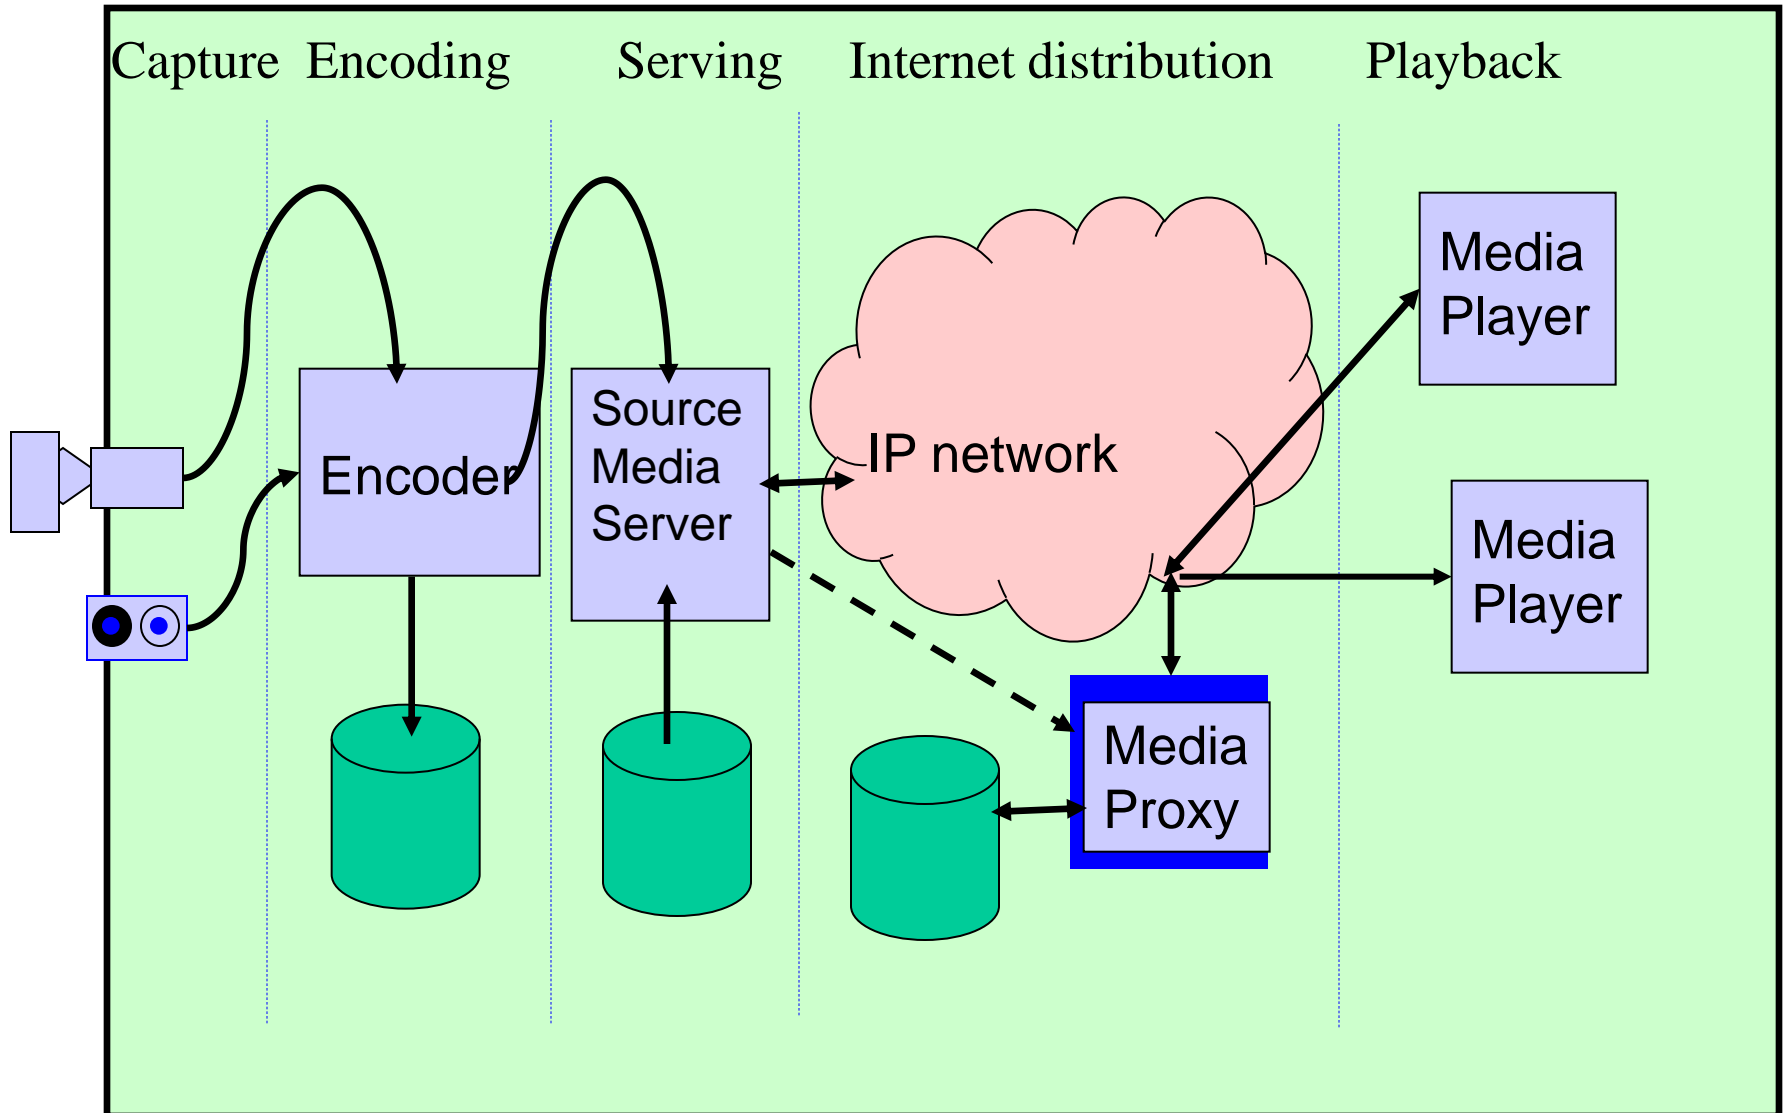 Capture Encoding Serving Internet distribution Playback
Media
Player
Encoder
Source
Media
Server
IP network
Media
Player
Media
Proxy